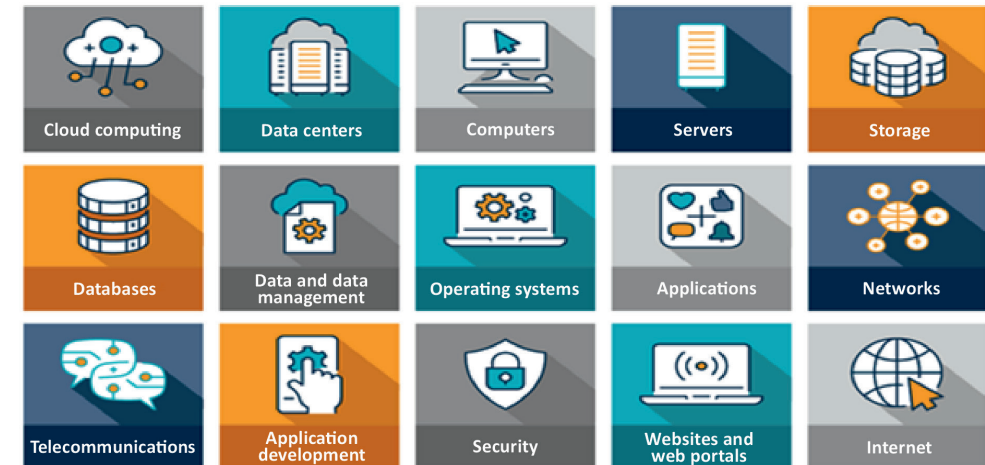 Cloud computing
Data centers
Computers
Servers
Storage
Databases
Data and data
management
Operating systems
Applications
Networks
Telecommunications
Application
development
Security
Websites and
web portals
Internet